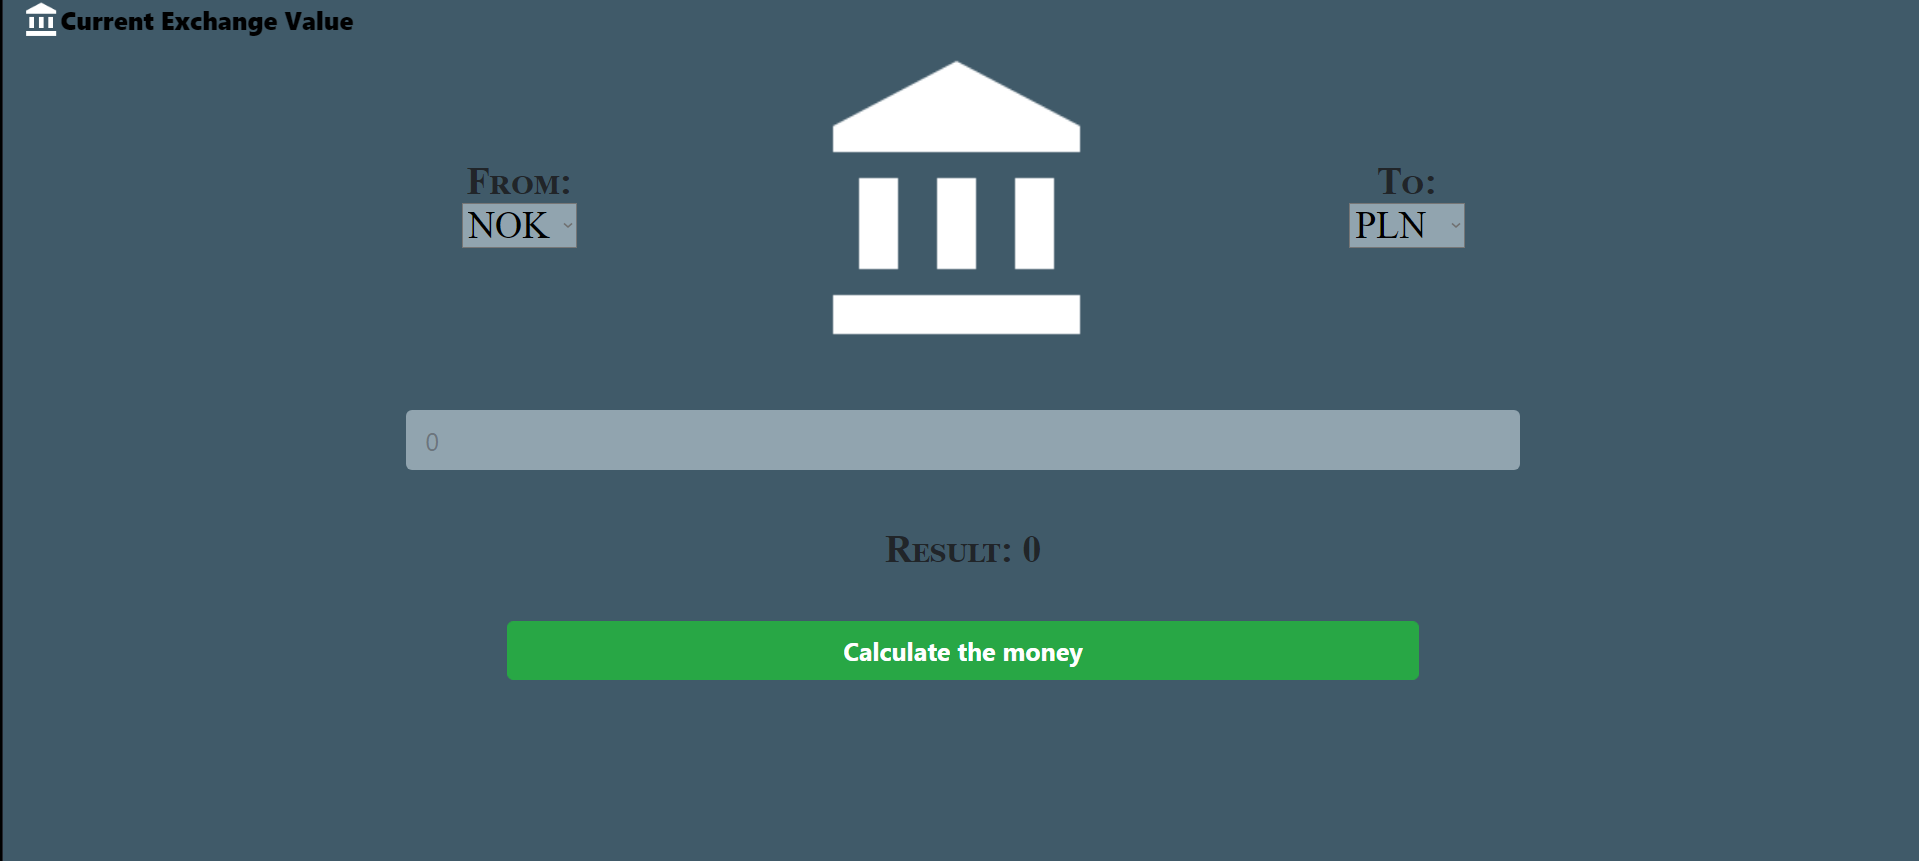 Current Exchange Value
From:
NOK
To:
PLN
0
Result: 0
Calculate the money